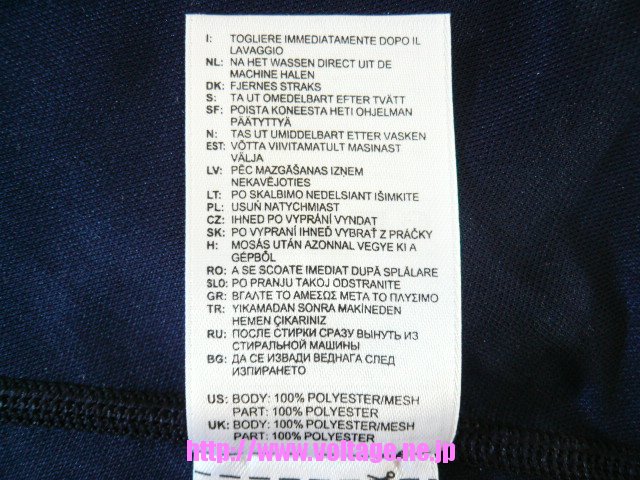 I: TOGLIERE IMMEDIATAMENTE DOPO IL
LAVAGGIO
NL: NA HET WASSEN DIRECT UIT DE
MACHINE HALEN
DK: FJERNES STRAKS
S: TA UT OMEDELBART EFTER TVÄTT
SF: POISTA KONEESTA HETI OHJELMAN
PÄÄTYTTYÄ
N: TAS UT UMIDDELBART ETTER VASKEN
EST: VÕTTA VIIVITAMATULT MASINAST
VÄLJA
LV: PĒC MAZGĀŠANAS IZŅEM
NEKAVĒJOTIES
LT: PO SKALBIMO NEDELSIANT IŠIMKITE
PL: USUŃ NATYCHMIAST
CZ: IHNED PO VYPRÁNÍ VYNDAT
SK: PO VYPRANÍ IHNEĎ VYBRAŤ Z PRÁČKY
H: MOSÁS UTÁN AZONNAL VEGYE KI A
GÉPBŐL
RO: A SE SCOATE IMEDIAT DUPĂ SPLĂLARE
SLO: PO PRANJU TAKOJ ODSTRANITE
GR: ΒΓΑΛΤΕ ΤΟ ΑΜΕΣΩΣ ΜΕΤΑ ΤΟ ΠΛΥΣΙΜΟ
TR: YIKAMADAN SONRA MAKİNEDEN
HEMEN ÇIKARINIZ
RU: ПОСЛЕ СТИРКИ СРАЗУ ВЫНУТЬ ИЗ
СТИРАЛЬНОЙ МАШИНЫ
BG: ДА СЕ ИЗВАДИ ВЕДНАГА СЛЕД
ИЗПИРАНЕТО
US: BODY: 100% POLYESTER/MESH
PART: 100% POLYESTER
UK: BODY: 100% POLYESTER/MESH
PART: 100% POLYESTER
http://www.voltage.ne.jp